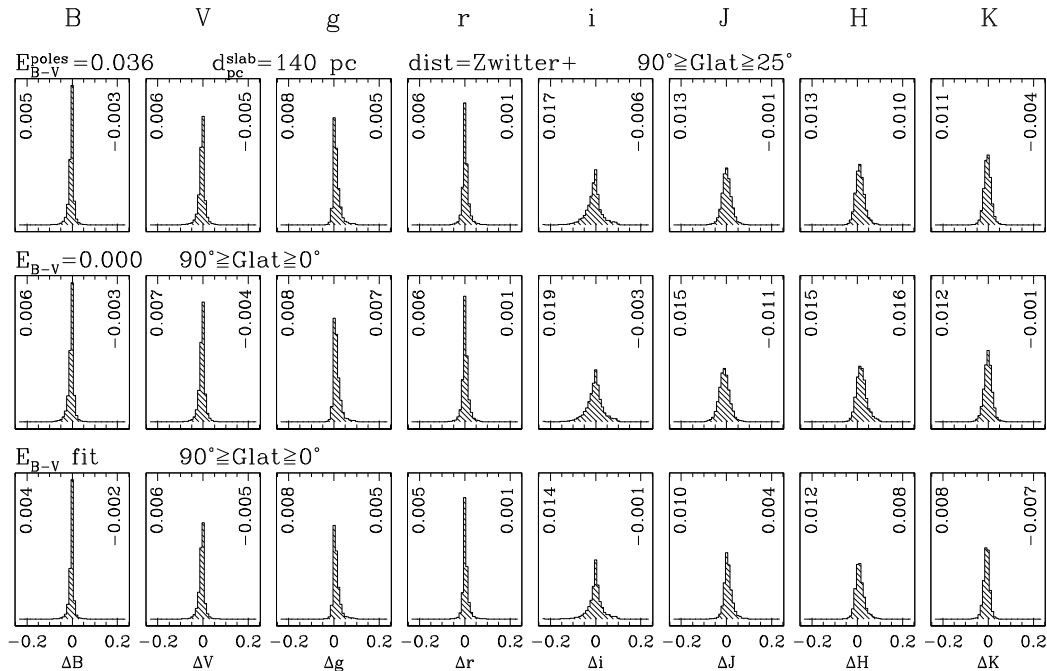 B V g r i J H K
E_{B-V}^{poles}=0.036 d_{pc}^{slab}=140 pc dist=Zwitter+ 90°≧Glat≧25°
0.005 −0.003 0.006 −0.005 0.008 0.005 0.006 0.001 0.017 −0.006 0.013 −0.001 0.013 0.010 0.011 −0.004
E_{B-V}=0.000 90°≧Glat≧0°
0.006 −0.003 0.007 −0.004 0.008 0.007 0.006 0.001 0.019 −0.003 0.015 −0.011 0.015 0.016 0.012 −0.001
E_{B-V} fit 90°≧Glat≧0°
0.004 −0.002 0.006 −0.005 0.008 0.005 0.005 0.001 0.014 −0.001 0.010 0.004 0.012 0.008 0.008 −0.007
−0.2 0 0.2 −0.2 0 0.2 −0.2 0 0.2 −0.2 0 0.2 −0.2 0 0.2 −0.2 0 0.2 −0.2 0 0.2 −0.2 0 0.2
ΔB ΔV Δg Δr Δi ΔJ ΔH ΔK